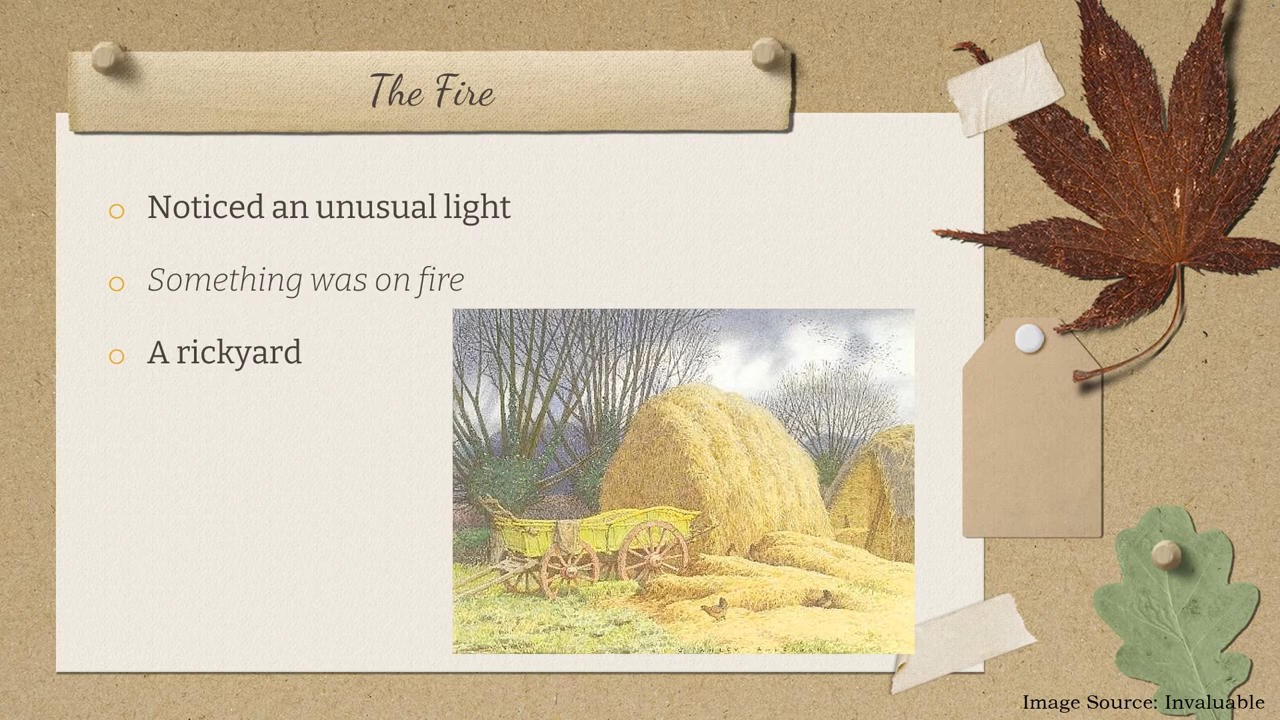 The Fire
Noticed an unusual light
Something was on fire
A rickyard
Image Source: Invaluable